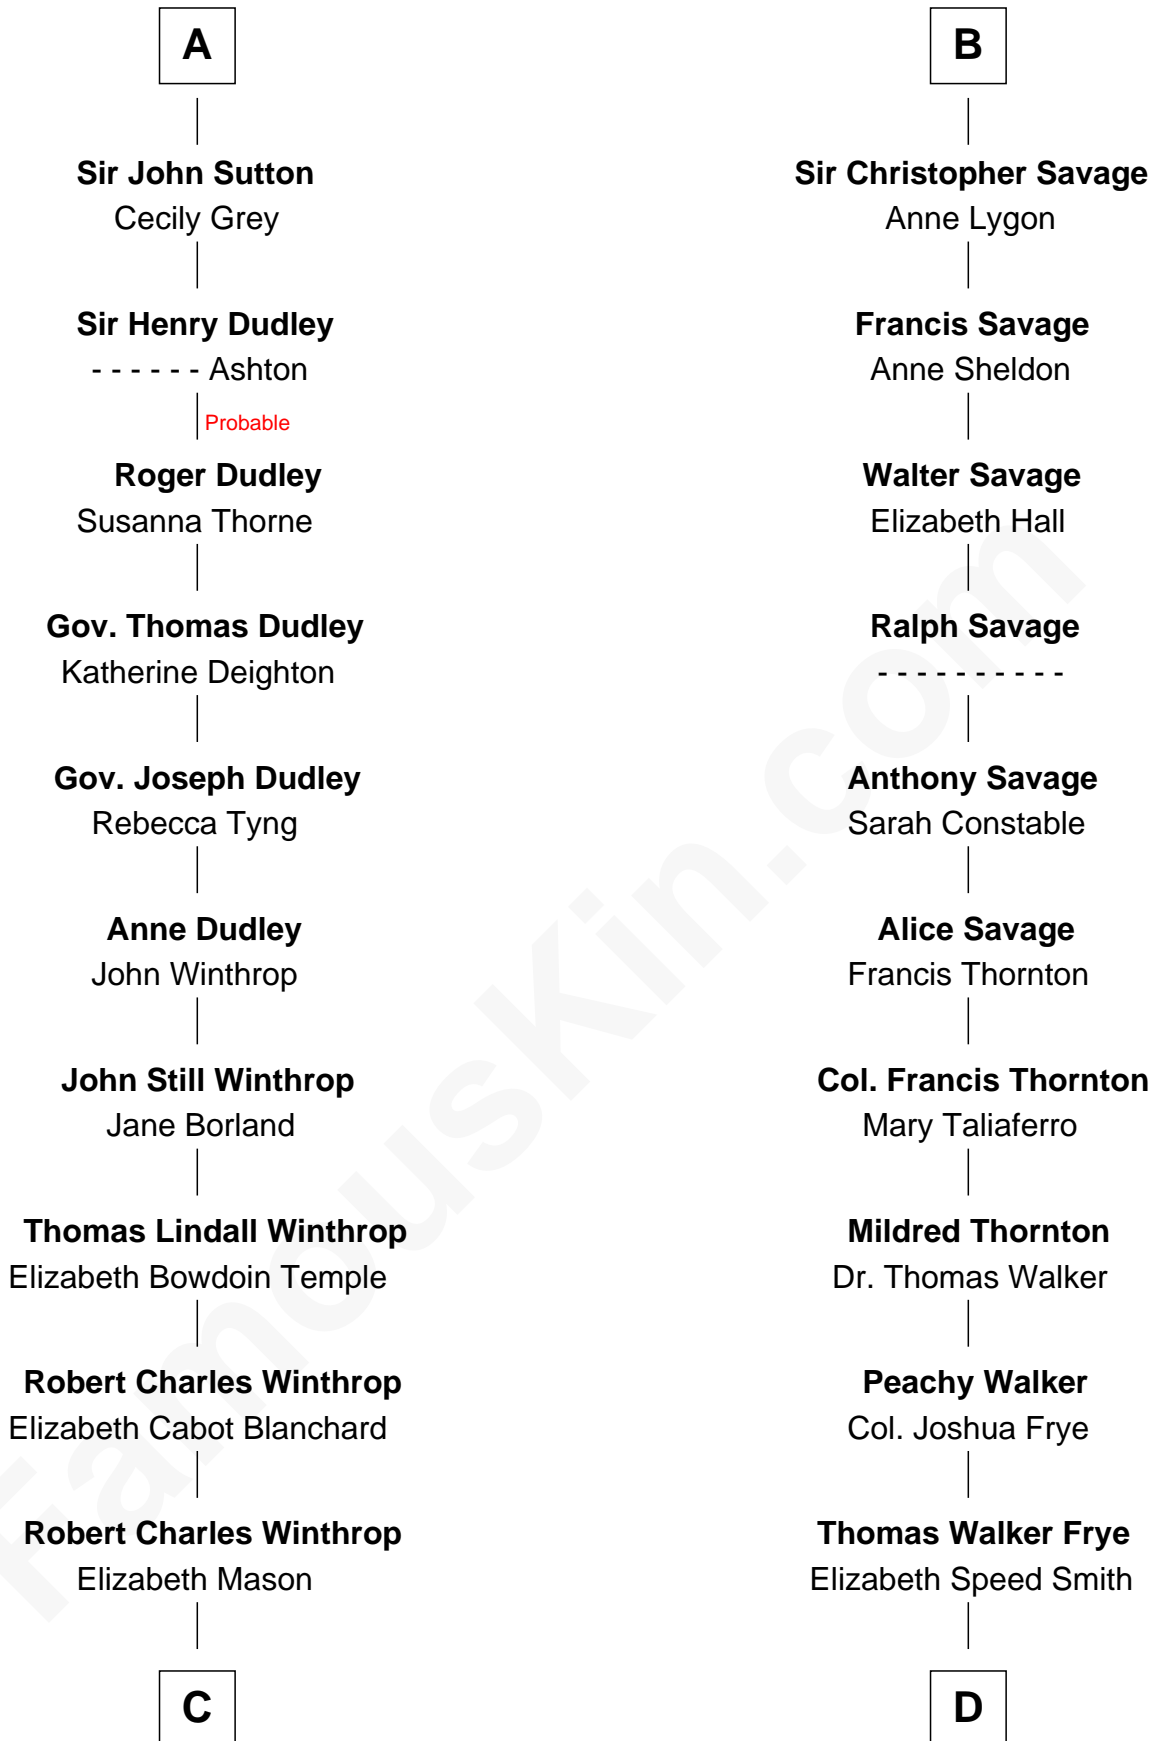 A
Sir John Sutton
Cecily Grey
Sir Henry Dudley
- - - - - - Ashton
Probable
Roger Dudley
Susanna Thorne
Gov. Thomas Dudley
Katherine Deighton
Gov. Joseph Dudley
Rebecca Tyng
Anne Dudley
John Winthrop
John Still Winthrop
Jane Borland
Thomas Lindall Winthrop
Elizabeth Bowdoin Temple
Robert Charles Winthrop
Elizabeth Cabot Blanchard
Robert Charles Winthrop
Elizabeth Mason
C
B
Sir Christopher Savage
Anne Lygon
Francis Savage
Anne Sheldon
Walter Savage
Elizabeth Hall
Ralph Savage
- - - - - - - - - -
Anthony Savage
Sarah Constable
Alice Savage
Francis Thornton
Col. Francis Thornton
Mary Taliaferro
Mildred Thornton
Dr. Thomas Walker
Peachy Walker
Col. Joshua Frye
Thomas Walker Frye
Elizabeth Speed Smith
D
FamousKin.com